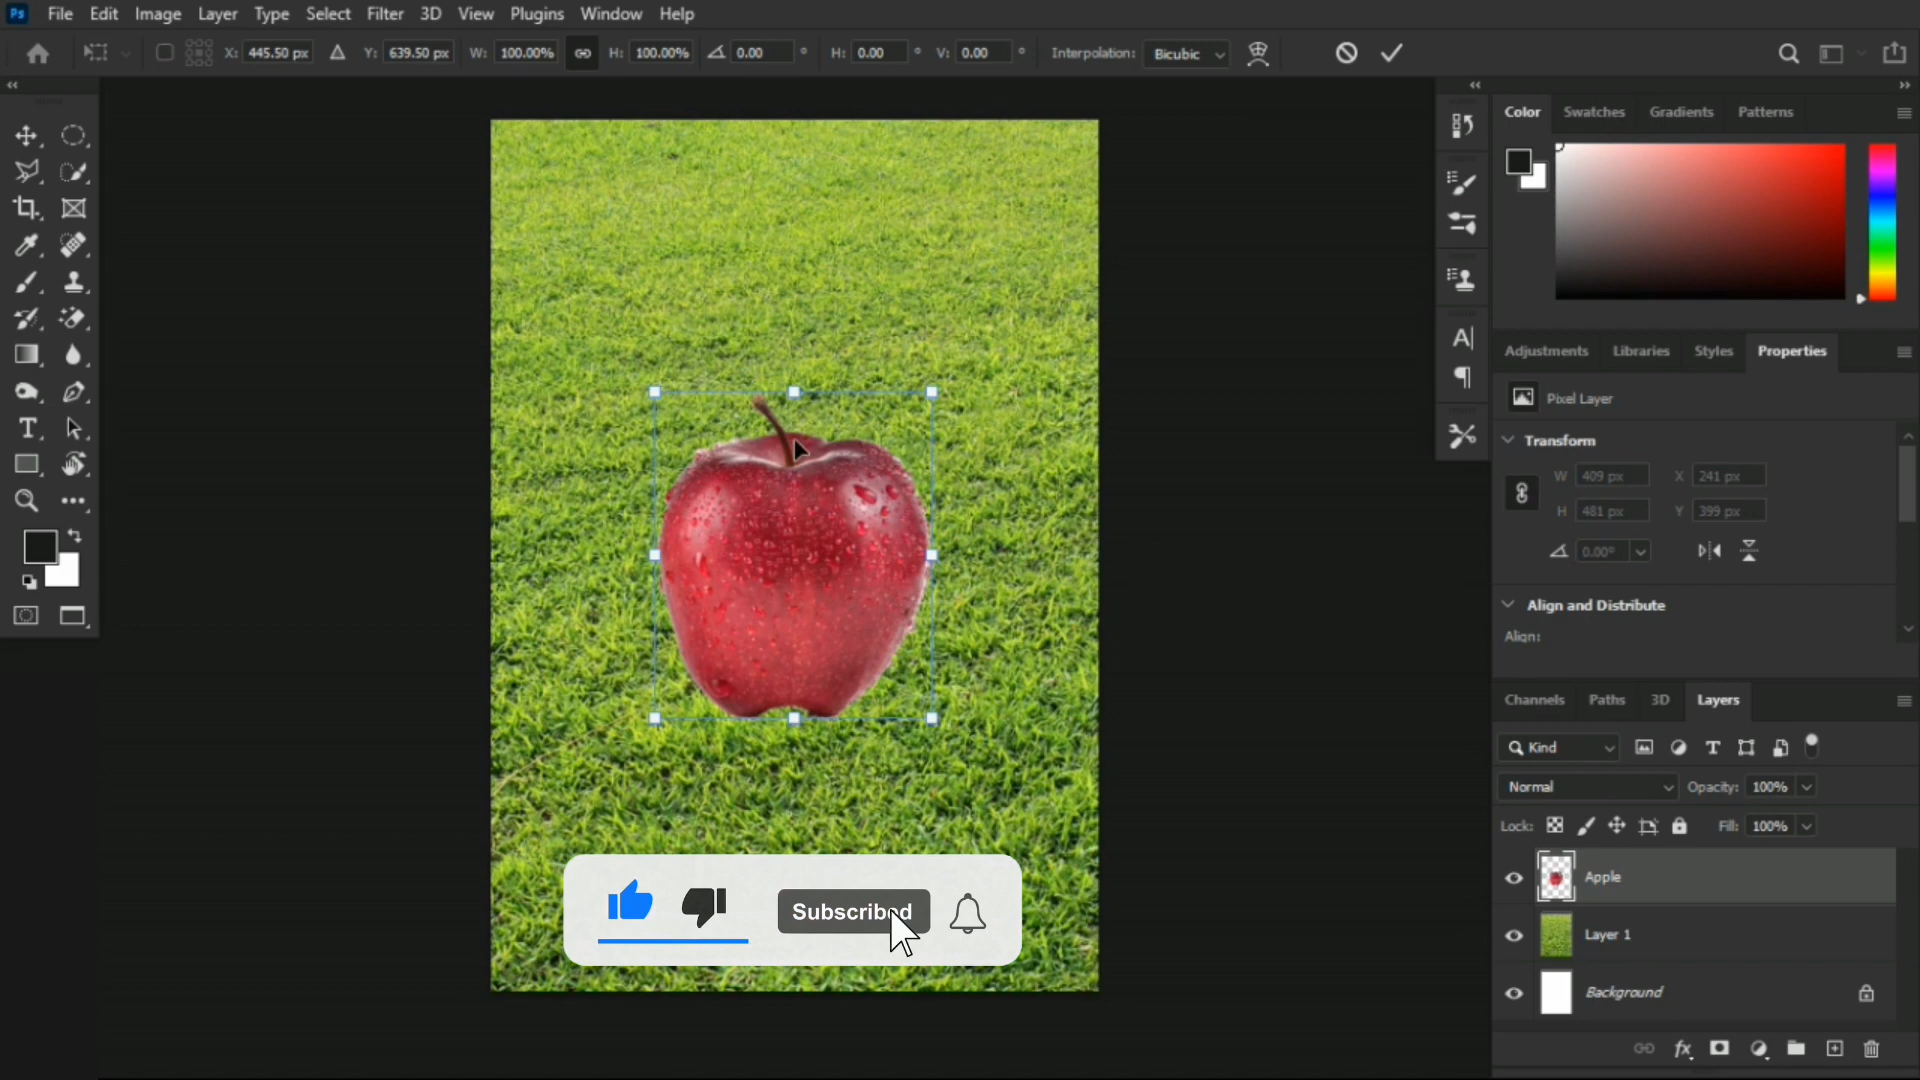 Ps File Edit Image Layer Type Select Filter 3D View Plugins Window Help
X: 445.50 px Y: 639.50 px W: 100.00% H: 100.00% 0.00 ° H: 0.00 ° V: 0.00 ° Interpolation: Bicubic
Color Swatches Gradients Patterns
Adjustments Libraries Styles Properties
Pixel Layer
Transform
W 409 px X 241 px
H 481 px Y 399 px
0.00°
Align and Distribute
Align:
Channels Paths 3D Layers
Kind
Normal Opacity: 100%
Lock: Fill: 100%
Apple
Layer 1
Background
fx
Subscribed